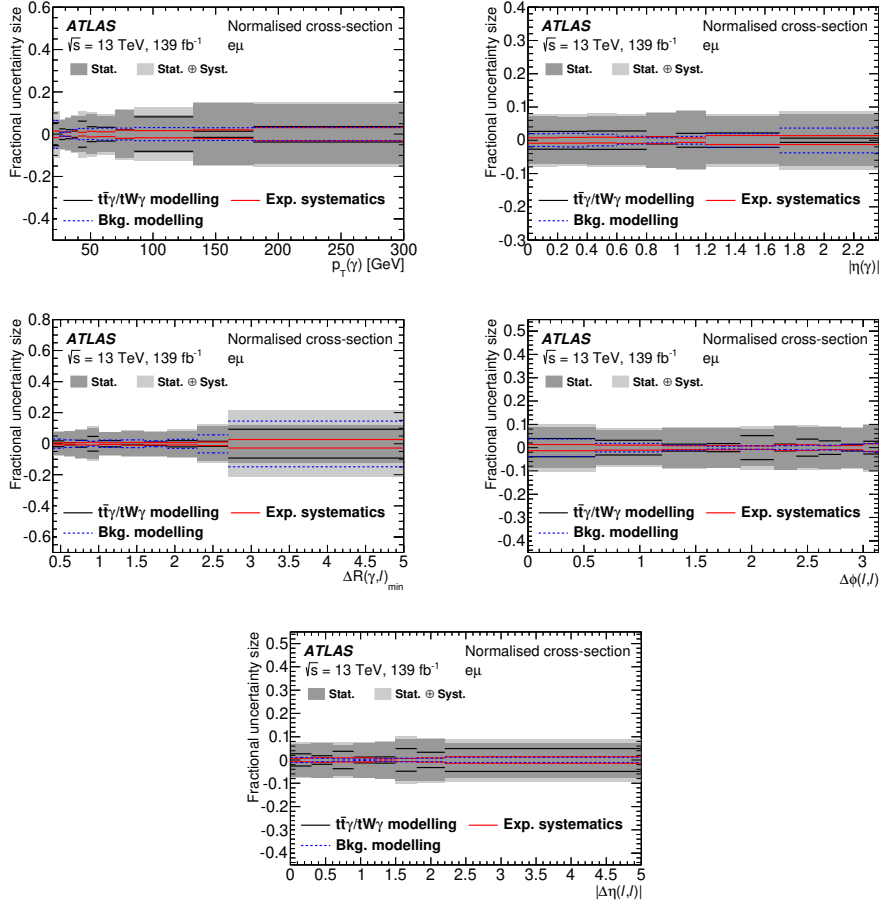 Fractional uncertainty size
ATLAS Normalised cross-section
√s = 13 TeV, 139 fb⁻¹ eμ
Stat. Stat. ⊕ Syst.
0.6
0.4
0.2
0
-0.2
-0.4
tt̄γ/tWγ modelling Exp. systematics
Bkg. modelling
50 100 150 200 250 300
p_T(γ) [GeV]
Fractional uncertainty size
ATLAS Normalised cross-section
√s = 13 TeV, 139 fb⁻¹ eμ
Stat. Stat. ⊕ Syst.
0.4
0.3
0.2
0.1
0
-0.1
-0.2
-0.3
tt̄γ/tWγ modelling Exp. systematics
Bkg. modelling
0 0.2 0.4 0.6 0.8 1 1.2 1.4 1.6 1.8 2 2.2
|η(γ)|
Fractional uncertainty size
ATLAS Normalised cross-section
√s = 13 TeV, 139 fb⁻¹ eμ
Stat. Stat. ⊕ Syst.
0.8
0.6
0.4
0.2
0
-0.2
-0.4
-0.6
tt̄γ/tWγ modelling Exp. systematics
Bkg. modelling
0.5 1 1.5 2 2.5 3 3.5 4 4.5 5
ΔR(γ,l)_min
Fractional uncertainty size
ATLAS Normalised cross-section
√s = 13 TeV, 139 fb⁻¹ eμ
Stat. Stat. ⊕ Syst.
0.5
0.4
0.3
0.2
0.1
0
-0.1
-0.2
-0.3
-0.4
tt̄γ/tWγ modelling Exp. systematics
Bkg. modelling
0 0.5 1 1.5 2 2.5 3
Δϕ(l,l)
Fractional uncertainty size
ATLAS Normalised cross-section
√s = 13 TeV, 139 fb⁻¹ eμ
Stat. Stat. ⊕ Syst.
0.5
0.4
0.3
0.2
0.1
0
-0.1
-0.2
-0.3
-0.4
tt̄γ/tWγ modelling Exp. systematics
Bkg. modelling
0 0.5 1 1.5 2 2.5 3 3.5 4 4.5 5
|Δη(l,l)|